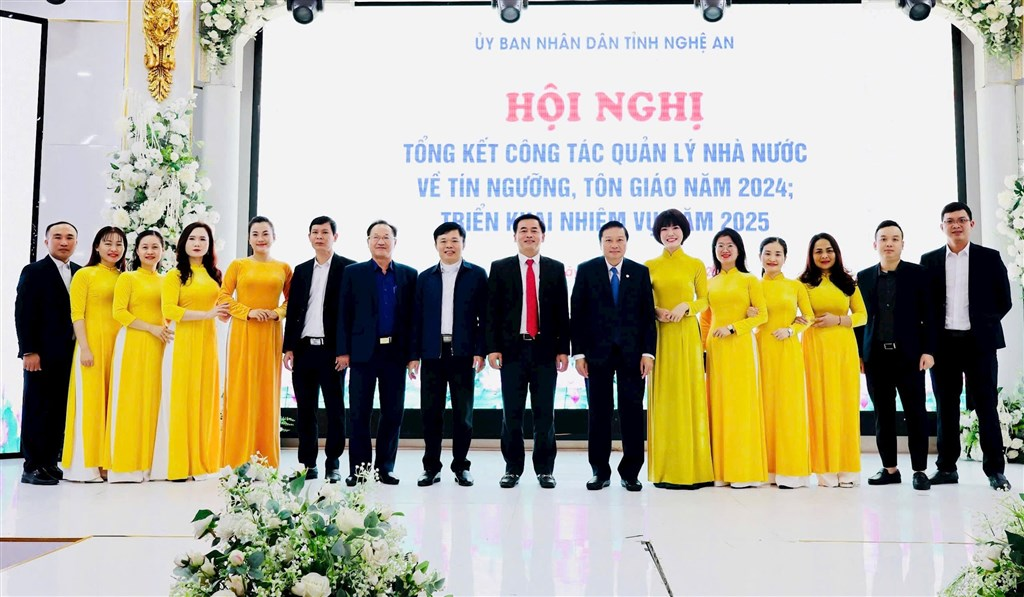 ỦY BAN NHÂN DÂN TỈNH NGHỆ AN
HỘI NGHỊ
TỔNG KẾT CÔNG TÁC QUẢN LÝ NHÀ NƯỚC
VỀ TÍN NGƯỠNG, TÔN GIÁO NĂM 2024;
TRIỂN KHAI NHIỆM VỤ NĂM 2025